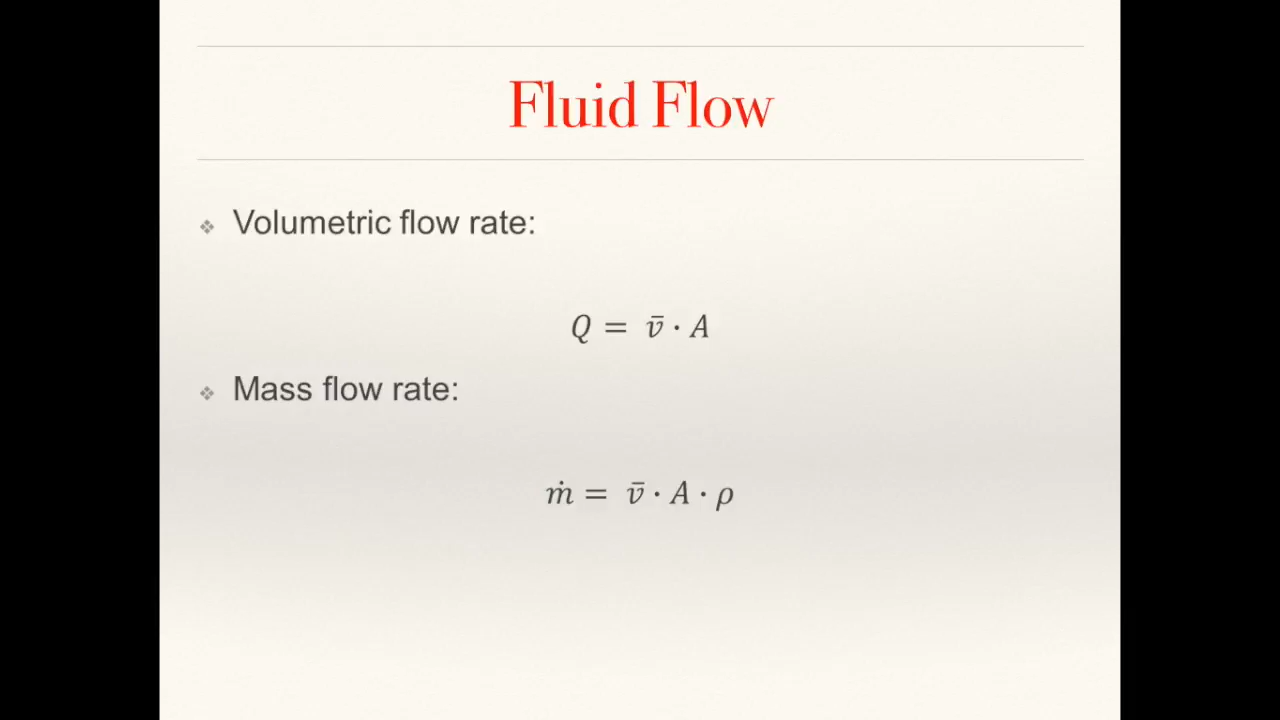 Fluid Flow
❖ Volumetric flow rate:
Q = v̄ · A
❖ Mass flow rate:
ṁ = v̄ · A · ρ